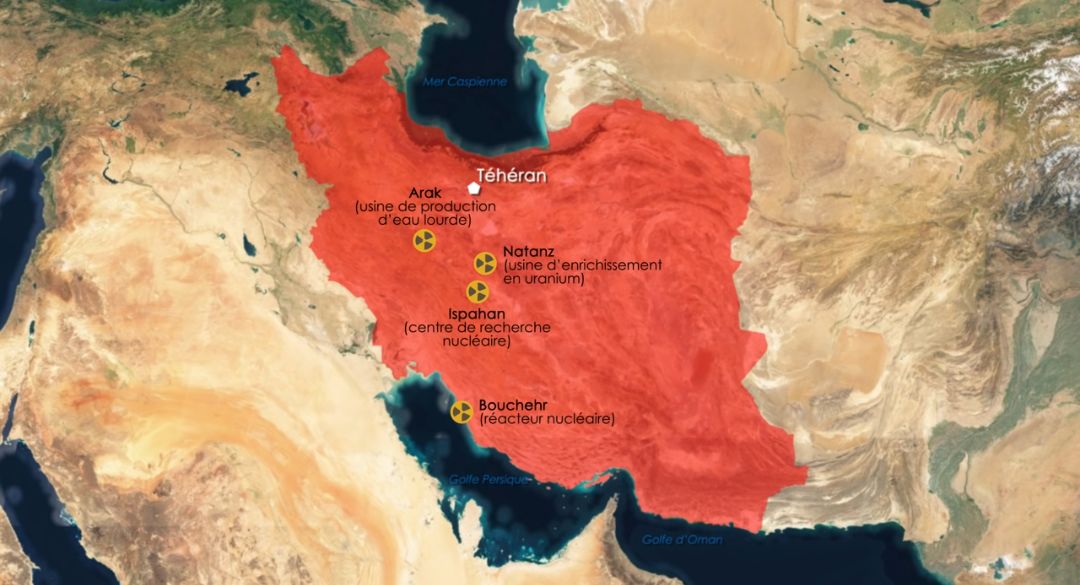 Mer Caspienne
Téhéran
Arak
(usine de production
d'eau lourde)
Natanz
(usine d'enrichissement
en uranium)
Ispahan
(centre de recherche
nucléaire)
Bouchehr
(réacteur nucléaire)
Golfe Persique
Golfe d'Oman